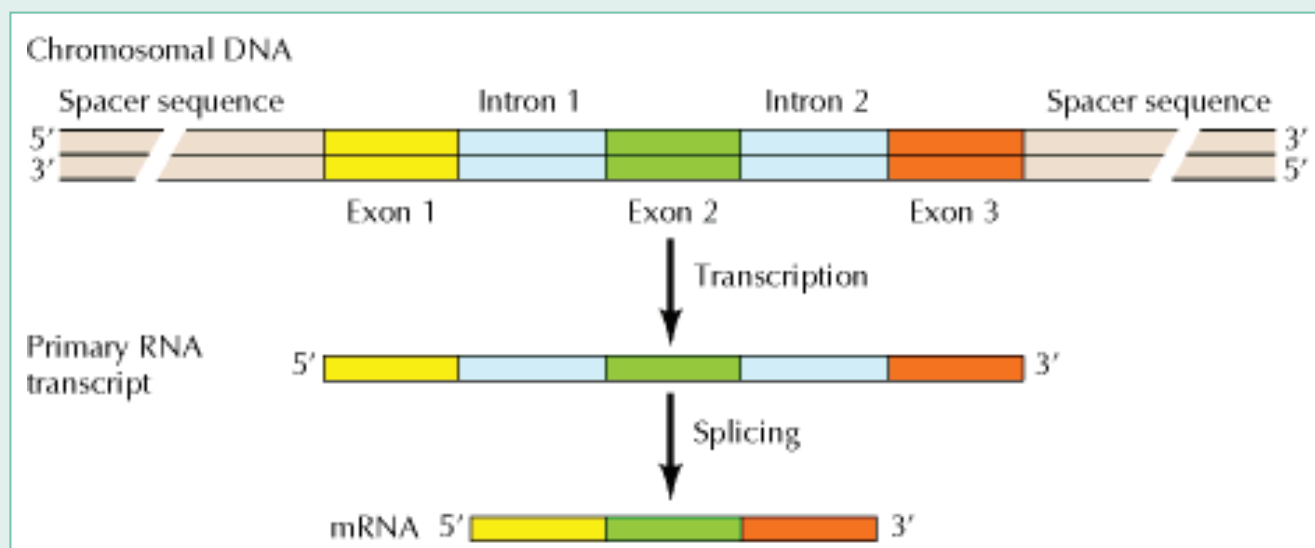 Chromosomal DNA
Spacer sequence Intron 1 Intron 2 Spacer sequence
5′ 3′
3′ 5′
Exon 1 Exon 2 Exon 3
Transcription
Primary RNA
transcript
5′ 3′
Splicing
mRNA 5′ 3′